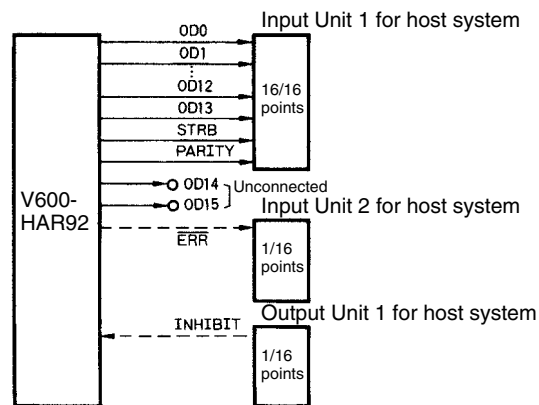 Input Unit 1 for host system
OD0
OD1
⋮
OD12
16/16
points
OD13
STRB
PARITY
OD14
Unconnected
OD15
V600-
HAR92
Input Unit 2 for host system
ERR
1/16
points
Output Unit 1 for host system
INHIBIT
1/16
points